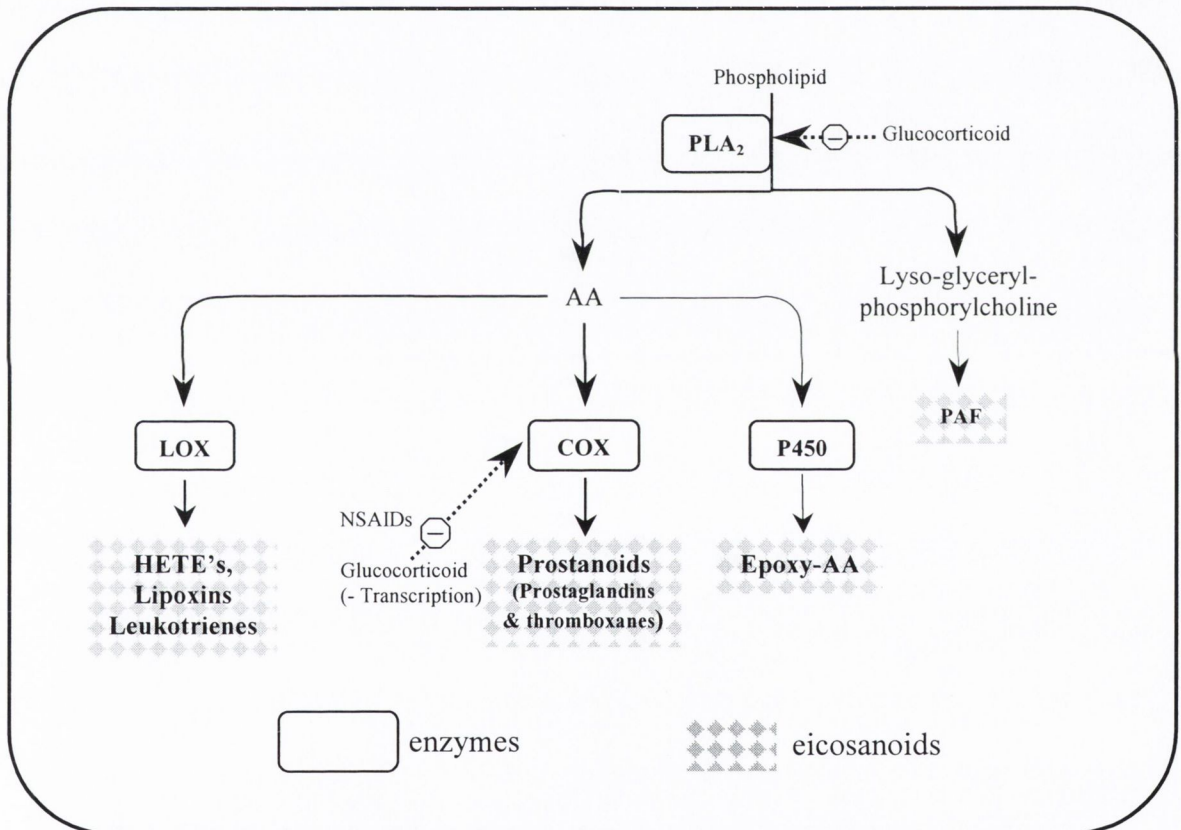 Phospholipid
PLA₂
Glucocorticoid
AA
Lyso-glyceryl-
phosphorylcholine
LOX
COX
P450
PAF
NSAIDs
Glucocorticoid
(- Transcription)
HETE's,
Lipoxins
Leukotrienes
Prostanoids
(Prostaglandins
& thromboxanes)
Epoxy-AA
enzymes
eicosanoids